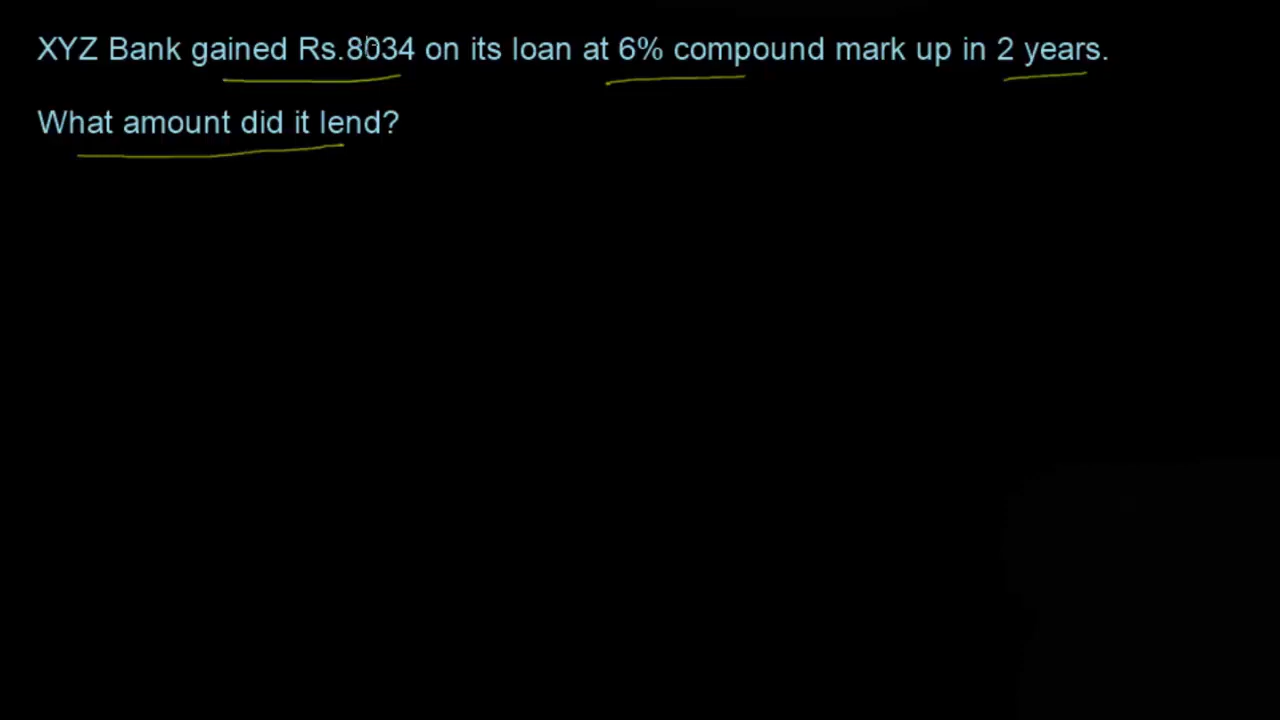 XYZ Bank gained Rs.8034 on its loan at 6% compound mark up in 2 years.
What amount did it lend?